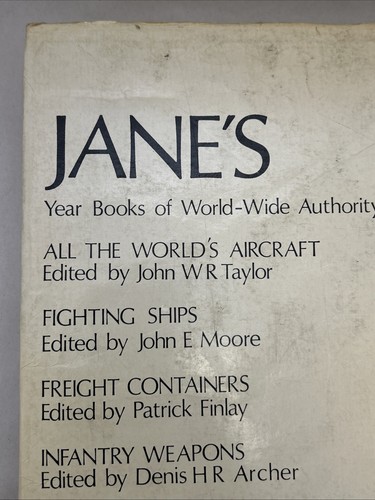 JANE'S
Year Books of World-Wide Authority
ALL THE WORLD'S AIRCRAFT
Edited by John W R Taylor
FIGHTING SHIPS
Edited by John E Moore
FREIGHT CONTAINERS
Edited by Patrick Finlay
INFANTRY WEAPONS
Edited by Denis H R Archer